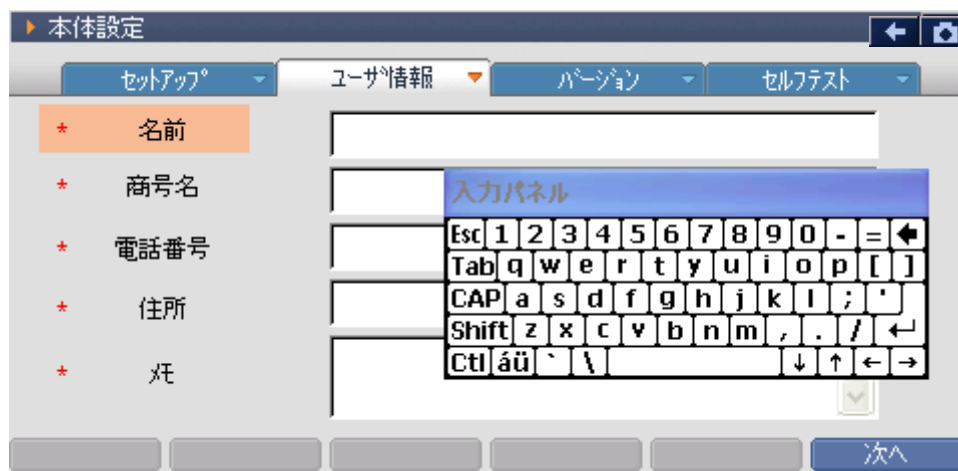 本体設定
セットアップ ユーザ情報 バージョン セルフテスト
* 名前
* 商号名
* 電話番号
* 住所
* メモ
入力パネル
Esc 1 2 3 4 5 6 7 8 9 0 - = 🡸
Tab q w e r t y u i o p [ ]
CAP a s d f g h j k l ; '
Shift z x c v b n m , . / ↵
Ctl áü ` \ ↓ ↑ ← →
次へ